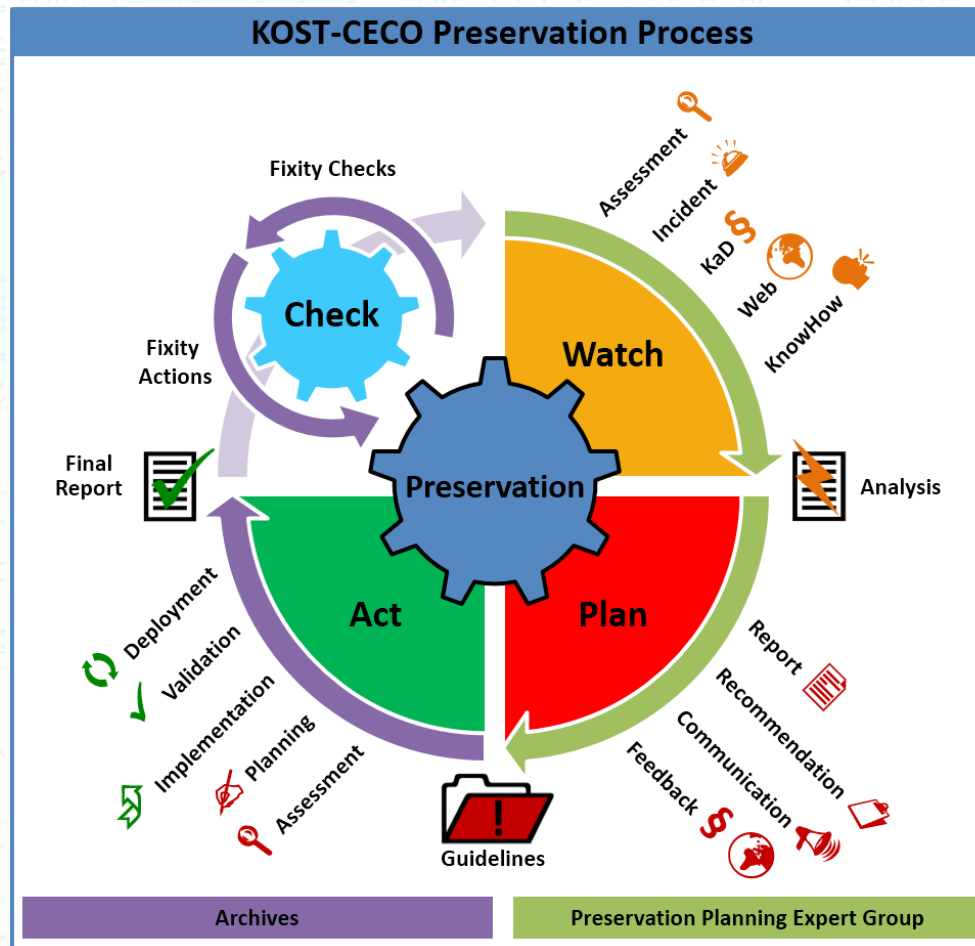 KOST-CECO Preservation Process
Fixity Checks
Check
Fixity
Actions
Final
Report
Assessment
Incident
KaD
§
Web
KnowHow
Watch
Preservation
Analysis
Act
Plan
Report
Recommendation
Communication
Feedback
§
Deployment
Validation
Implementation
Planning
Assessment
!
Guidelines
Archives
Preservation Planning Expert Group